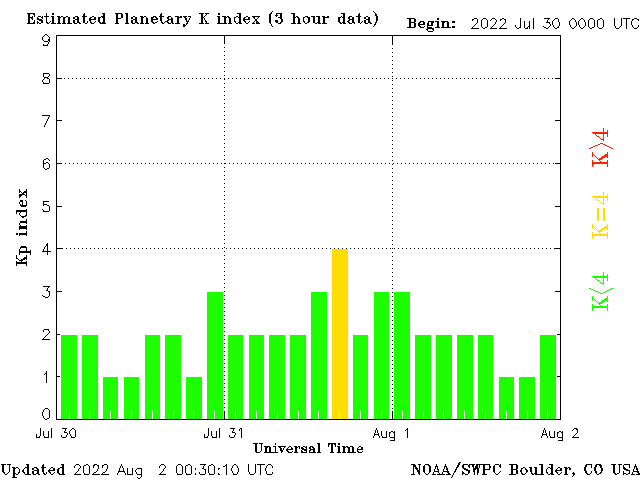 Estimated Planetary K index (3 hour data) Begin: 2022 Jul 30 0000 UTC
9
8
7
6
5
4
3
2
1
0
Kp index
K>4
K=4
K<4
Jul 30 Jul 31 Aug 1 Aug 2
Universal Time
Updated 2022 Aug 2 00:30:10 UTC NOAA/SWPC Boulder, CO USA